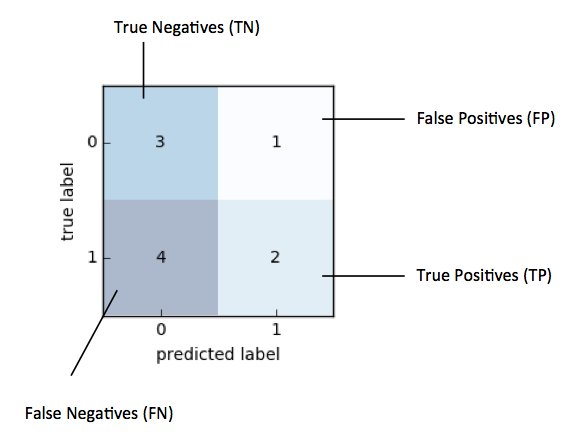 True Negatives (TN)
False Positives (FP)
0
3
1
true label
1
4
2
True Positives (TP)
0
1
predicted label
False Negatives (FN)